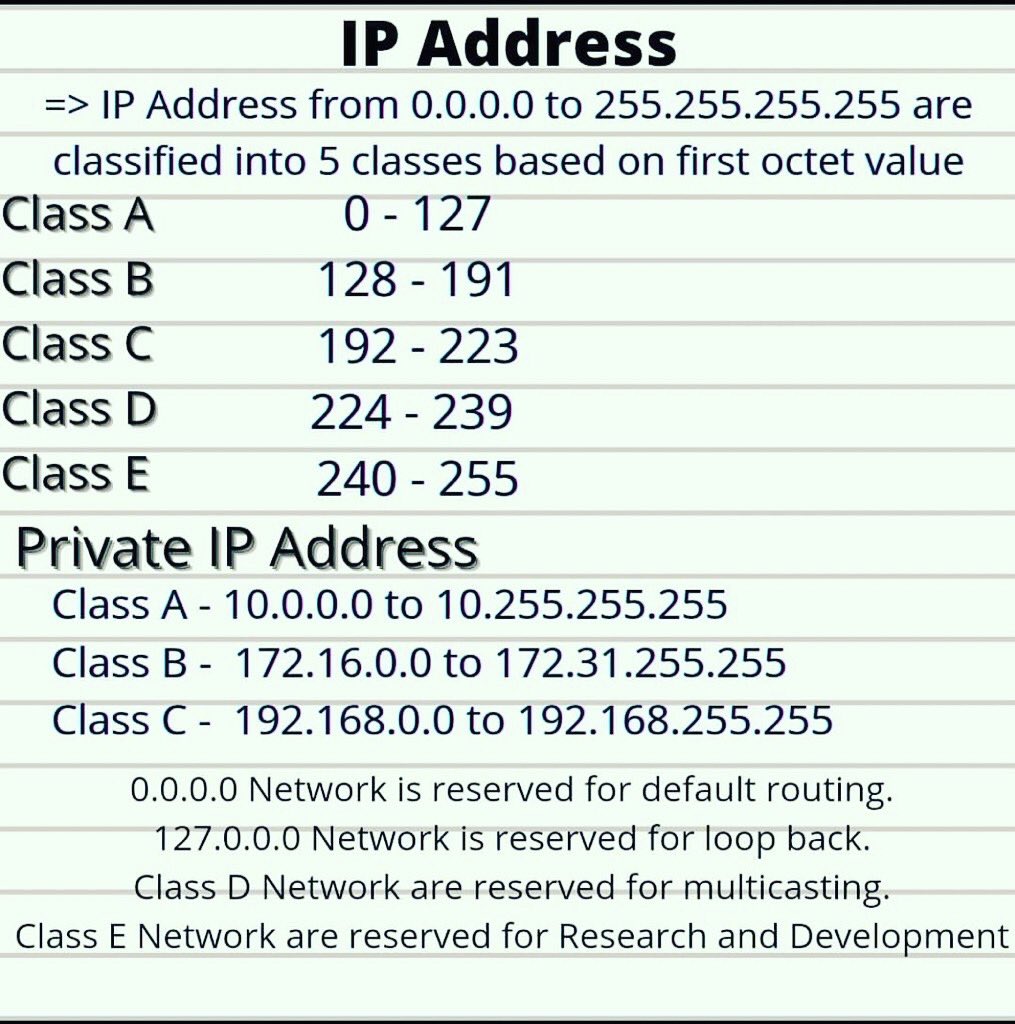 IP Address
=> IP Address from 0.0.0.0 to 255.255.255.255 are
classified into 5 classes based on first octet value
Class A 0 - 127
Class B 128 - 191
Class C 192 - 223
Class D 224 - 239
Class E 240 - 255
Private IP Address
Class A - 10.0.0.0 to 10.255.255.255
Class B - 172.16.0.0 to 172.31.255.255
Class C - 192.168.0.0 to 192.168.255.255
0.0.0.0 Network is reserved for default routing.
127.0.0.0 Network is reserved for loop back.
Class D Network are reserved for multicasting.
Class E Network are reserved for Research and Development